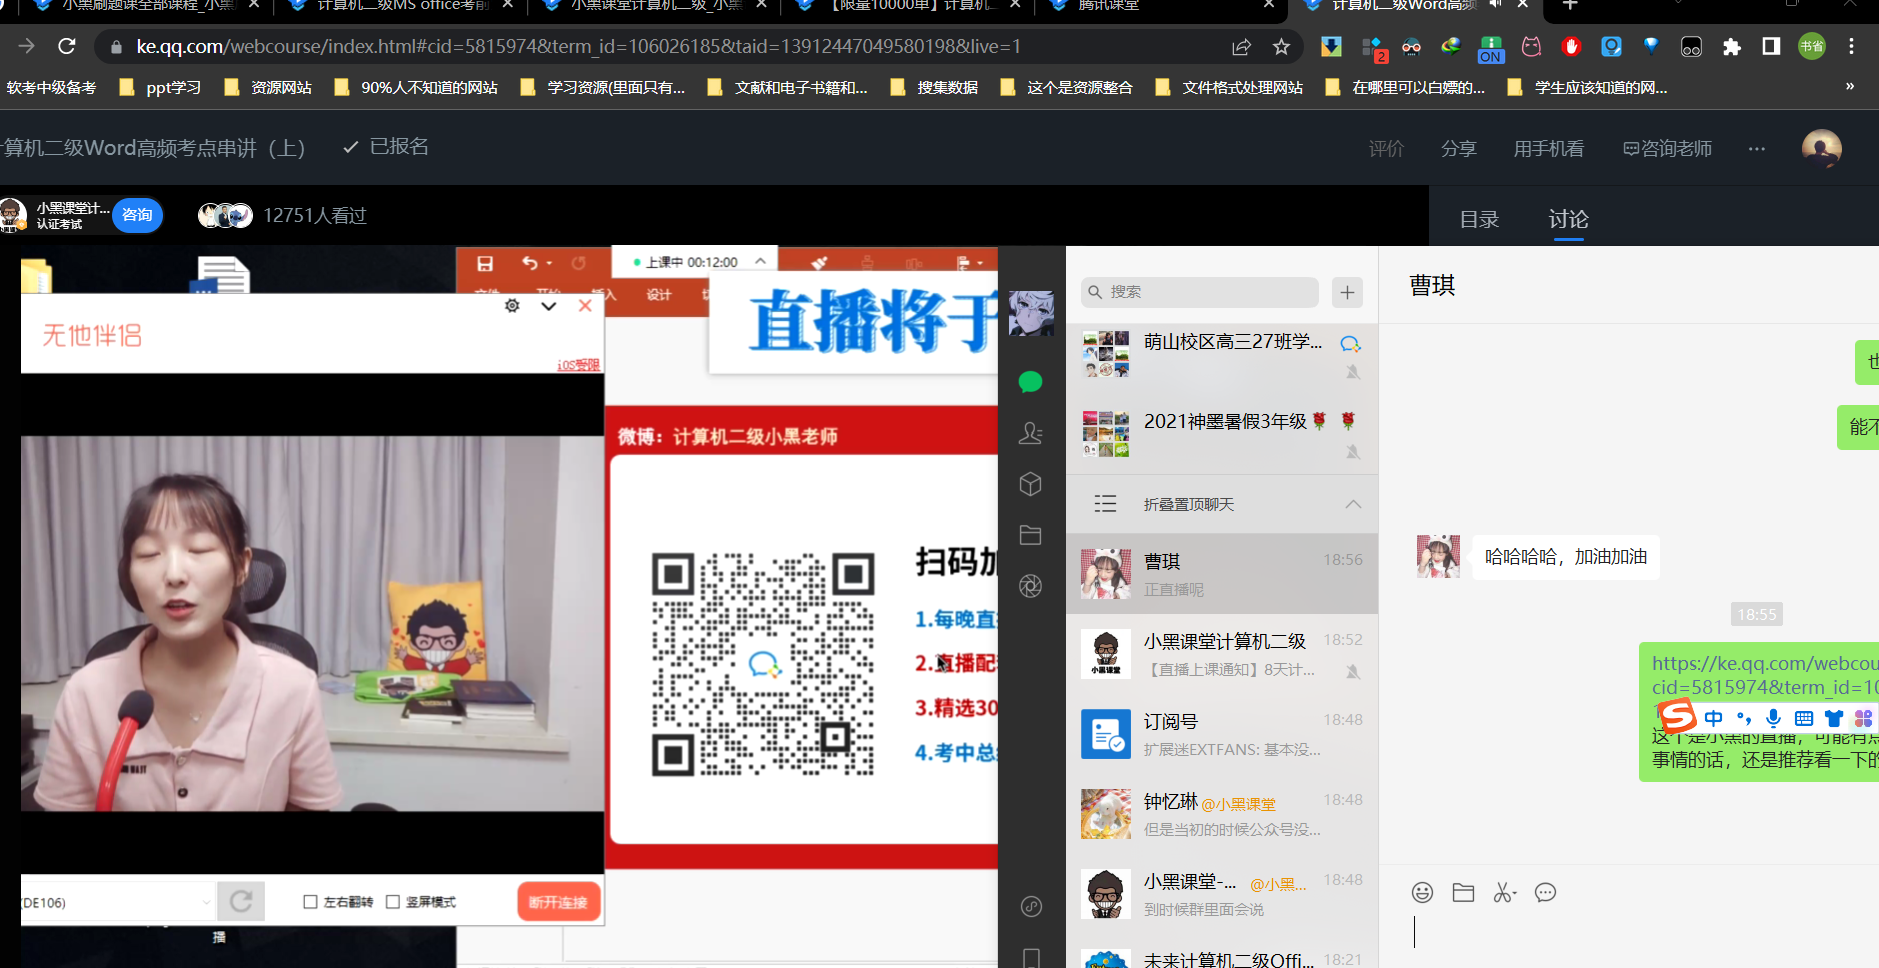 小黑刷题课全部课程_小黑
计算机二级MS office考前
小黑课堂计算机二级_小黑
【限量10000单】计算机二
腾讯课堂
计算机二级Word高频
ke.qq.com/webcourse/index.html#cid=5815974&term_id=106026185&taid=13912447049580198&live=1
2
ON
书省
软考中级备考
ppt学习
资源网站
90%人不知道的网站
学习资源(里面只有...
文献和电子书籍和...
搜集数据
这个是资源整合
文件格式处理网站
在哪里可以白嫖的...
学生应该知道的网...
»
计算机二级Word高频考点串讲（上）
已报名
评价
分享
用手机看
咨询老师
小黑课堂计...
认证考试
咨询
12751人看过
目录
讨论
上课中 00:12:00
开始
插入
设计
直播将于
无他伴侣
iOS受限
微博：计算机二级小黑老师
扫码加
1.每晚直
2.直播配
3.精选30
4.考中总
(DE106)
左右翻转
竖屏模式
断开连接
播
搜索
萌山校区高三27班学...
2021神墨暑假3年级🌹 🌹
折叠置顶聊天
曹琪
18:56
正直播呢
小黑课堂计算机二级
18:52
【直播上课通知】8天计...
小黑课堂
订阅号
18:48
扩展迷EXTFANS: 基本没...
钟忆琳@小黑课堂
18:48
但是当初的时候公众号没...
小黑课堂-...
@小黑...
18:48
到时候群里面会说
未来计算机二级Offi...
18:21
曹琪
也
能不
哈哈哈哈，加油加油
18:55
https://ke.qq.com/webcou
cid=5815974&term_id=10
中
这个是小黑的直播，可能有点
事情的话，还是推荐看一下的